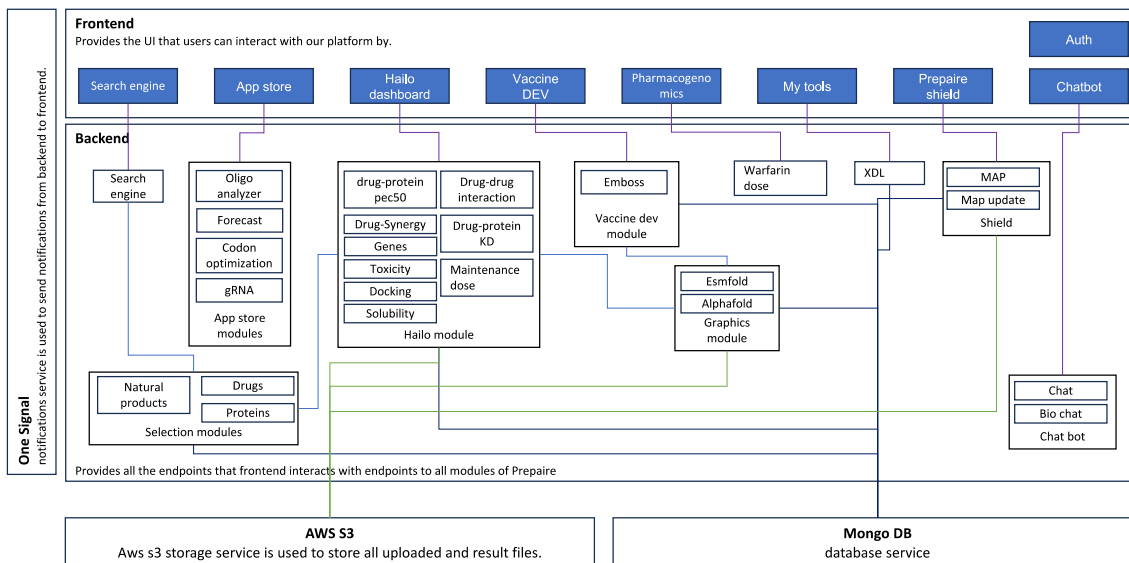 One Signal
notifications service is used to send notifications from backend to frontend.
Frontend
Provides the UI that users can interact with our platform by.
Auth
Search engine
App store
Hailo
dashboard
Vaccine
DEV
Pharmacogeno
mics
My tools
Prepaire
shield
Chatbot
Backend
Search
engine
Oligo
analyzer
Forecast
Codon
optimization
gRNA
App store
modules
drug-protein
pec50
Drug-drug
interaction
Drug-Synergy
Drug-protein
KD
Genes
Toxicity
Maintenance
dose
Docking
Solubility
Hailo module
Emboss
Vaccine dev
module
Warfarin
dose
XDL
MAP
Map update
Shield
Esmfold
Alphafold
Graphics
module
Natural
products
Drugs
Proteins
Selection modules
Chat
Bio chat
Chat bot
Provides all the endpoints that frontend interacts with endpoints to all modules of Prepaire
AWS S3
Aws s3 storage service is used to store all uploaded and result files.
Mongo DB
database service